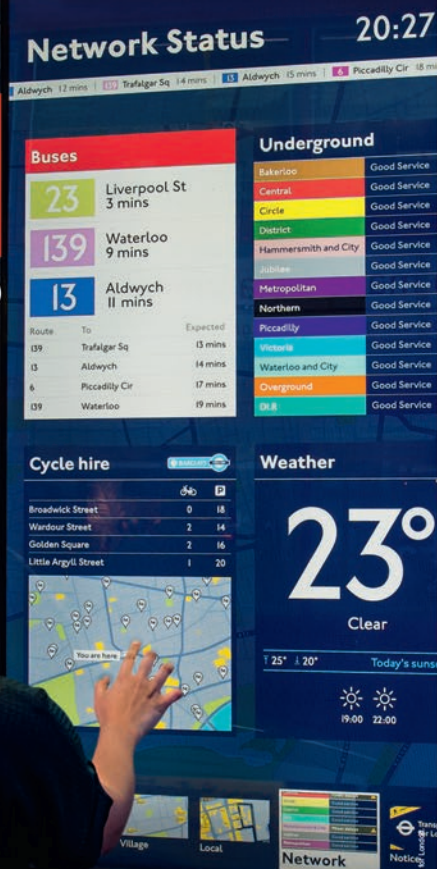 Network Status
20:27
Aldwych 12 mins | 139 Trafalgar Sq 14 mins | 13 Aldwych 15 mins | 6 Piccadilly Cir 18 m
Buses
23 Liverpool St
3 mins
139 Waterloo
9 mins
13 Aldwych
11 mins
Route To Expected
139 Trafalgar Sq 13 mins
13 Aldwych 14 mins
6 Piccadilly Cir 17 mins
139 Waterloo 19 mins
Underground
Bakerloo Good Service
Central Good Service
Circle Good Service
District Good Service
Hammersmith and City Good Service
Jubilee Good Service
Metropolitan Good Service
Northern Good Service
Piccadilly Good Service
Victoria Good Service
Waterloo and City Good Service
Overground Good Service
DLR Good Service
Cycle hire
BARCLAYS
P
Broadwick Street 0 18
Wardour Street 2 14
Golden Square 2 16
Little Argyll Street 1 20
You are here
Weather
23°
Clear
25° 20° Today's suns
19:00 22:00
Village
Local
Network
Trans
for Lo
Notice